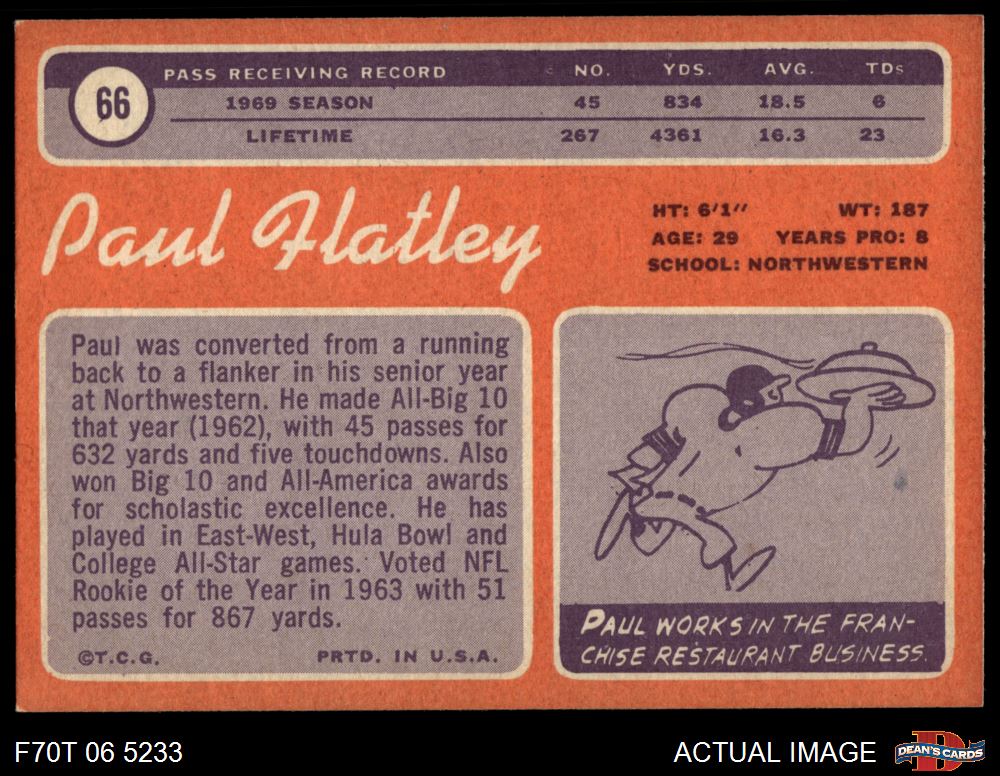 66
PASS RECEIVING RECORD NO. YDS. AVG. TDs
1969 SEASON 45 834 18.5 6
LIFETIME 267 4361 16.3 23
Paul Flatley
HT: 6'1" WT: 187
AGE: 29 YEARS PRO: 8
SCHOOL: NORTHWESTERN
Paul was converted from a running
back to a flanker in his senior year
at Northwestern. He made All-Big 10
that year (1962), with 45 passes for
632 yards and five touchdowns. Also
won Big 10 and All-America awards
for scholastic excellence. He has
played in East-West, Hula Bowl and
College All-Star games. Voted NFL
Rookie of the Year in 1963 with 51
passes for 867 yards.
©T.C.G. PRTD. IN U.S.A.
PAUL WORKS IN THE FRAN-
CHISE RESTAURANT BUSINESS.
F70T 06 5233 ACTUAL IMAGE
D
DEAN'S CARDS